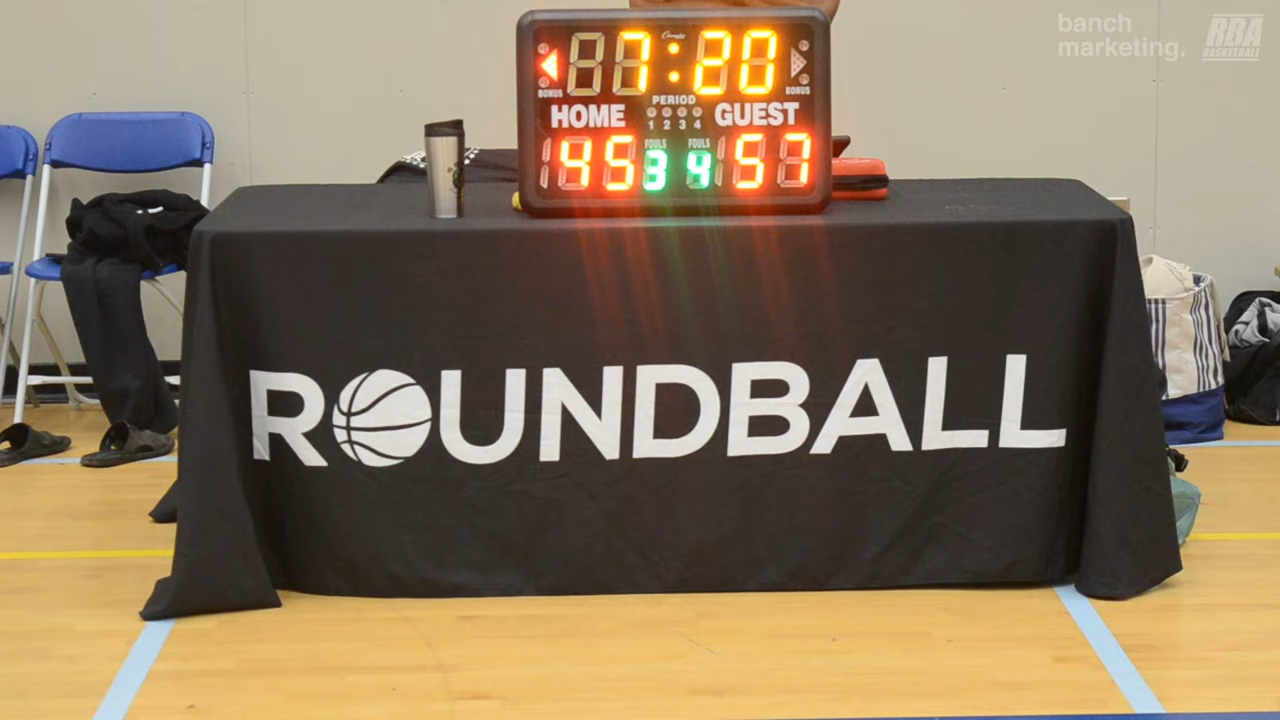 banch
marketing.
RBA
BASKETBALL
7:20
BONUS
BONUS
PERIOD
HOME
GUEST
1 2 3 4
FOULS
FOULS
45
3
4
57
ROUNDBALL